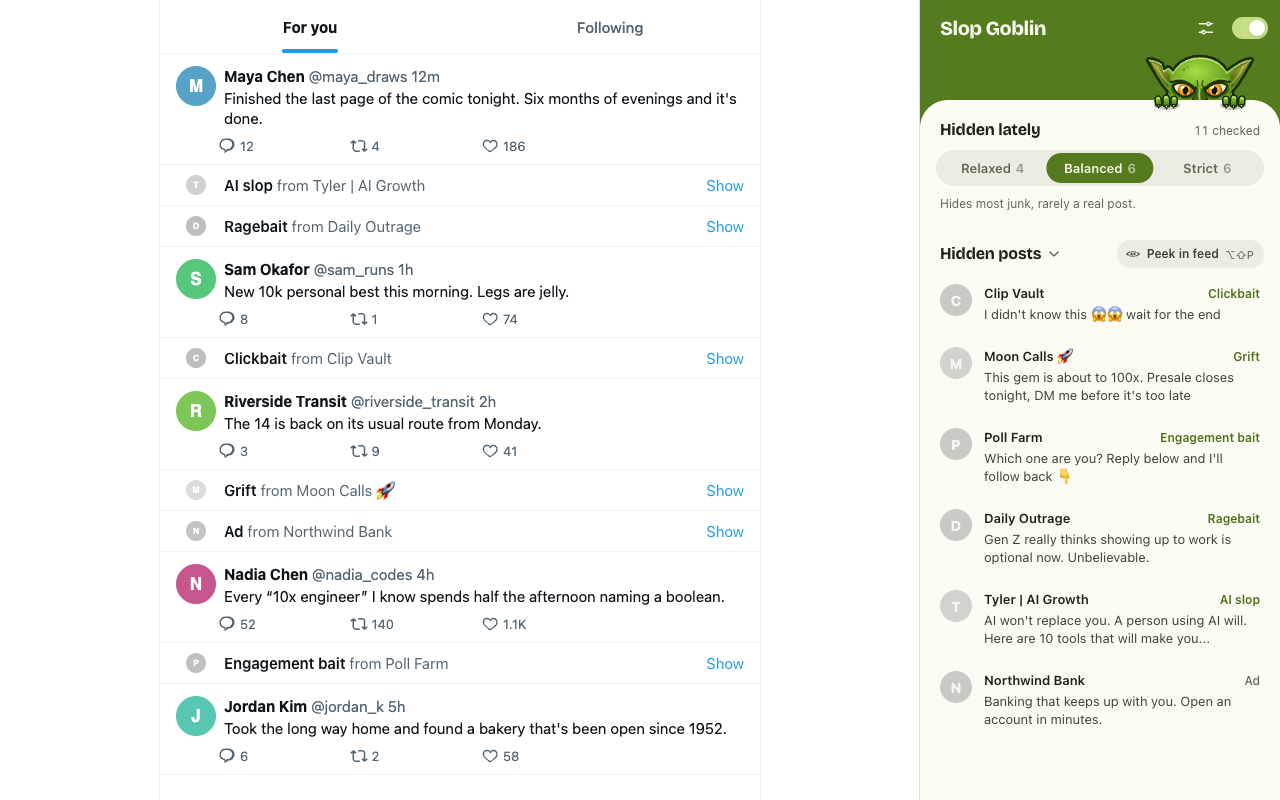 For you
Following
Maya Chen @maya_draws 12m
Finished the last page of the comic tonight. Six months of evenings and it's
done.
12 4 186
M
T
AI slop from Tyler | AI Growth Show
D
Ragebait from Daily Outrage Show
S
Sam Okafor @sam_runs 1h
New 10k personal best this morning. Legs are jelly.
8 1 74
C
Clickbait from Clip Vault Show
R
Riverside Transit @riverside_transit 2h
The 14 is back on its usual route from Monday.
3 9 41
M
Grift from Moon Calls 🚀 Show
N
Ad from Northwind Bank Show
N
Nadia Chen @nadia_codes 4h
Every “10x engineer” I know spends half the afternoon naming a boolean.
52 140 1.1K
P
Engagement bait from Poll Farm Show
J
Jordan Kim @jordan_k 5h
Took the long way home and found a bakery that's been open since 1952.
6 2 58
Slop Goblin
Hidden lately 11 checked
Relaxed 4 Balanced 6 Strict 6
Hides most junk, rarely a real post.
Hidden posts Peek in feed ⌥⇧P
C
Clip Vault Clickbait
I didn't know this 😱😱 wait for the end
M
Moon Calls 🚀 Grift
This gem is about to 100x. Presale closes
tonight, DM me before it's too late
P
Poll Farm Engagement bait
Which one are you? Reply below and I'll
follow back 👇
D
Daily Outrage Ragebait
Gen Z really thinks showing up to work is
optional now. Unbelievable.
T
Tyler | AI Growth AI slop
AI won't replace you. A person using AI will.
Here are 10 tools that will make you...
N
Northwind Bank Ad
Banking that keeps up with you. Open an
account in minutes.